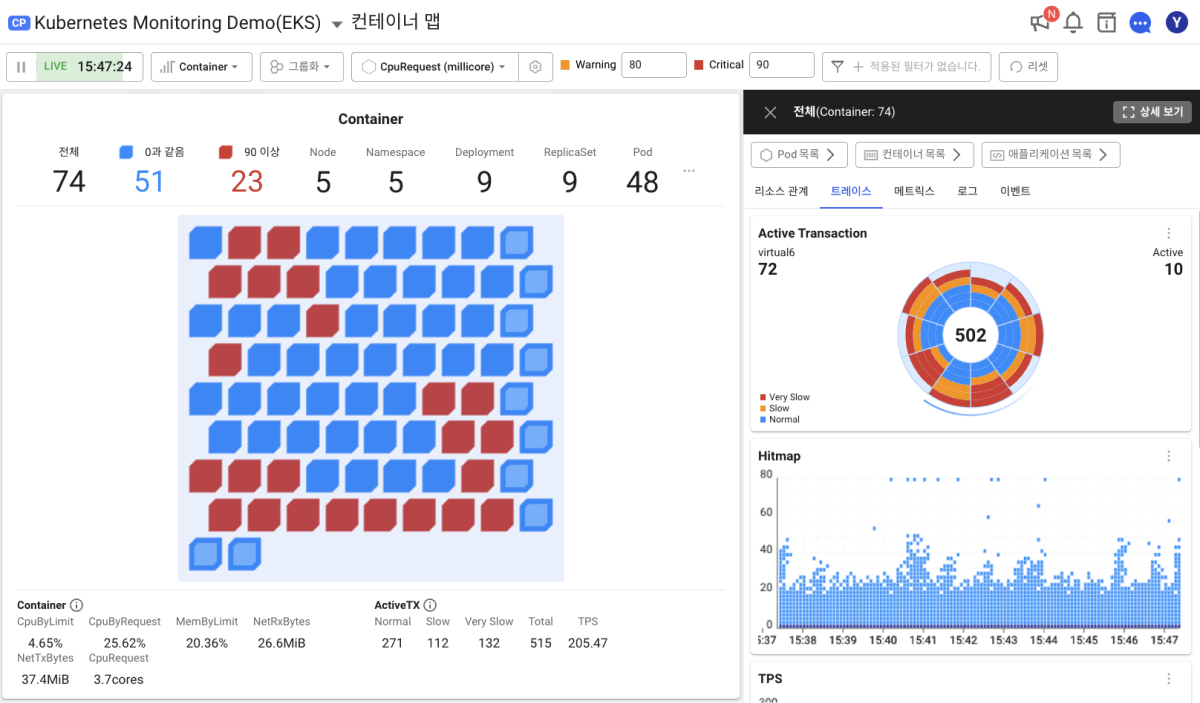 CP Kubernetes Monitoring Demo(EKS) 컨테이너 맵
N
Y
LIVE 15:47:24
Container
그룹화
CpuRequest (millicore)
Warning 80
Critical 90
적용된 필터가 없습니다.
리셋
Container
전체 0과 같음 90 이상 Node Namespace Deployment ReplicaSet Pod
74 51 23 5 5 9 9 48 ...
Container
CpuByLimit CpuByRequest MemByLimit NetRxBytes
4.65% 25.62% 20.36% 26.6MiB
NetTxBytes CpuRequest
37.4MiB 3.7cores
ActiveTX
Normal Slow Very Slow Total TPS
271 112 132 515 205.47
전체(Container: 74)
상세 보기
Pod 목록
컨테이너 목록
애플리케이션 목록
리소스 관계 트레이스 메트릭스 로그 이벤트
Active Transaction
virtual6 Active
72 10
502
Very Slow
Slow
Normal
Hitmap
80
60
40
20
0
5:37 15:38 15:39 15:40 15:41 15:42 15:43 15:44 15:45 15:46 15:47
TPS
300